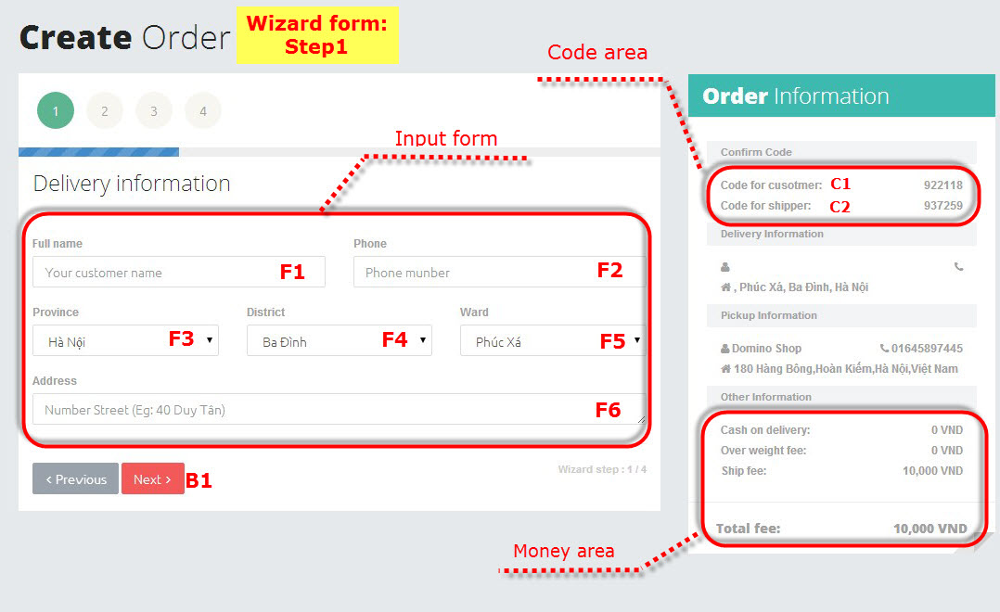 Create Order
Wizard form:
Step1
Code area
1 2 3 4
Input form
Delivery information
Full name Phone
Your customer name F1 Phone munber F2
Province District Ward
Hà Nội F3 Ba Đình F4 Phúc Xá F5
Address
Number Street (Eg: 40 Duy Tân) F6
Previous Next B1 Wizard step : 1 / 4
Order Information
Confirm Code
Code for cusotmer: C1 922118
Code for shipper: C2 937259
Delivery Information
, Phúc Xá, Ba Đình, Hà Nội
Pickup Information
Domino Shop 01645897445
180 Hàng Bông,Hoàn Kiếm,Hà Nội,Việt Nam
Other Information
Cash on delivery: 0 VND
Over weight fee: 0 VND
Ship fee: 10,000 VND
Total fee: 10,000 VND
Money area